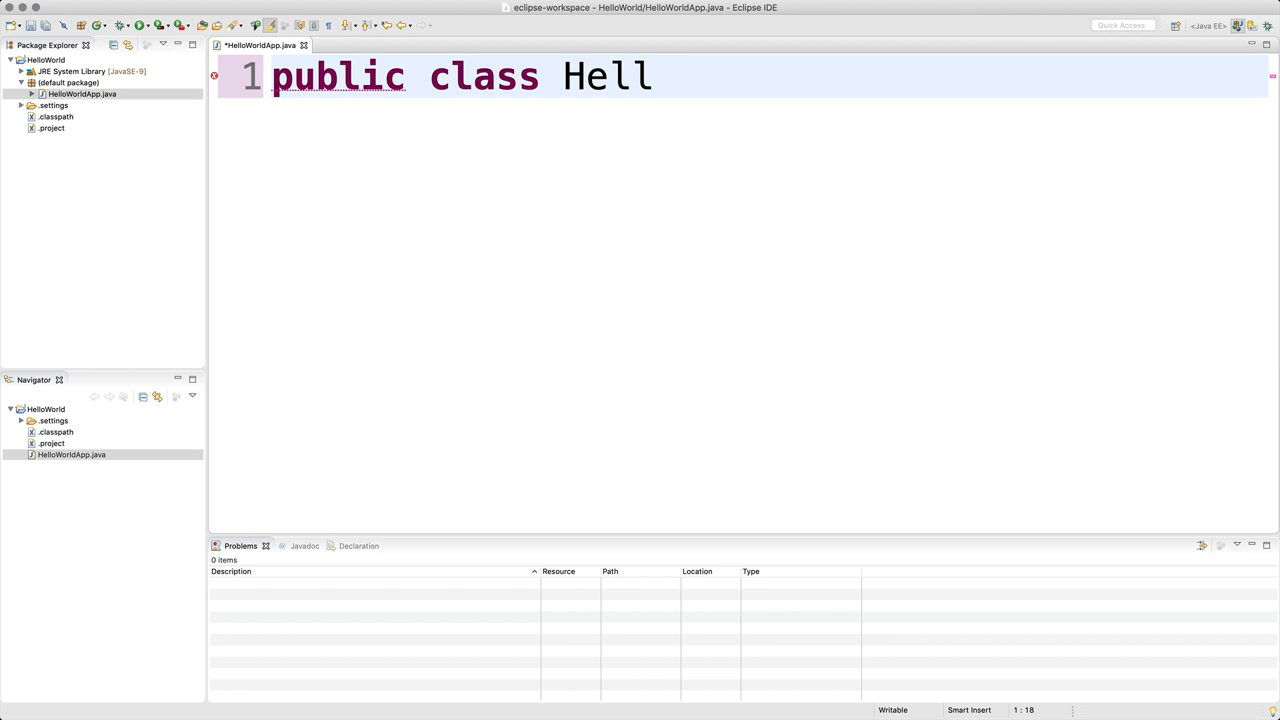 eclipse-workspace - HelloWorld/HelloWorldApp.java - Eclipse IDE
Quick Access
<Java EE>
Package Explorer
HelloWorld
JRE System Library [JavaSE-9]
(default package)
HelloWorldApp.java
.settings
.classpath
.project
*HelloWorldApp.java
1 public class Hell
Navigator
HelloWorld
.settings
.classpath
.project
HelloWorldApp.java
Problems @ Javadoc Declaration
0 items
Description Resource Path Location Type
Writable Smart Insert 1 : 18